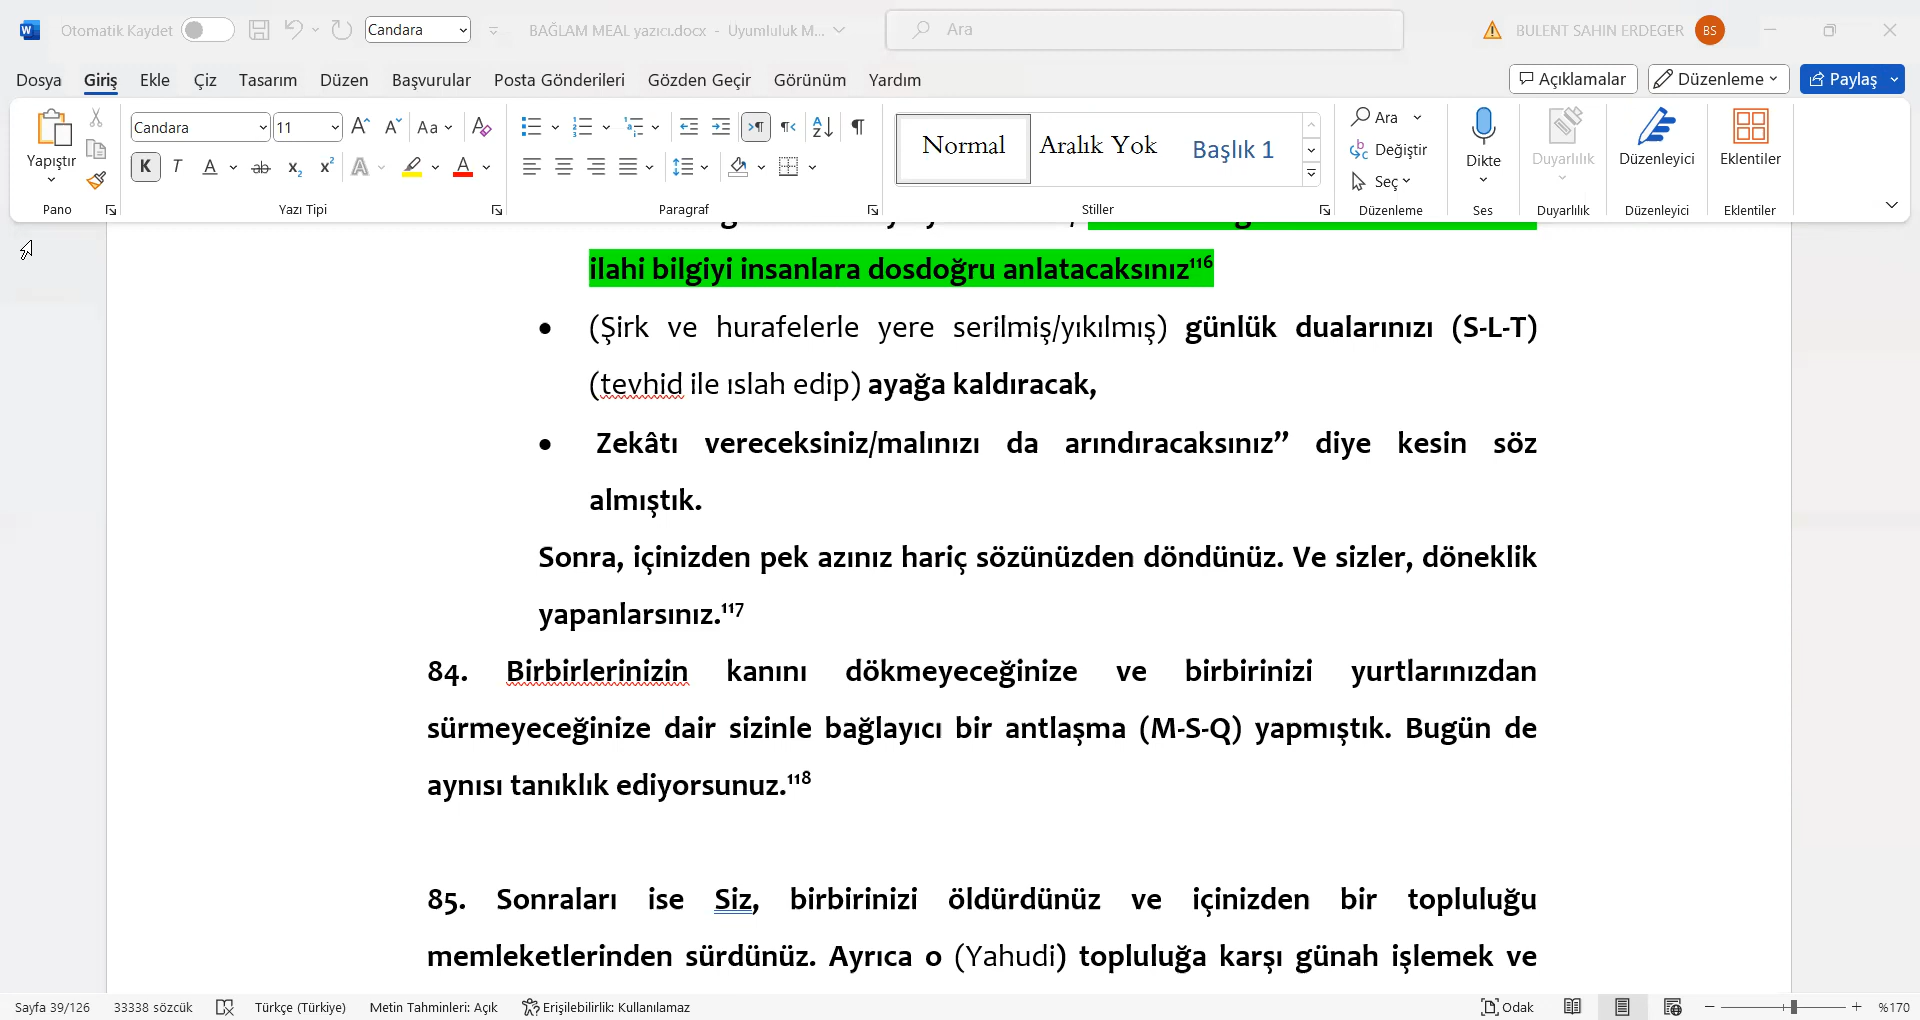 Otomatik Kaydet Candara BAĞLAM MEAL yazıcı.docx - Uyumluluk M... Ara BULENT SAHIN ERDEGER BS
Dosya Giriş Ekle Çiz Tasarım Düzen Başvurular Posta Gönderileri Gözden Geçir Görünüm Yardım Açıklamalar Düzenleme Paylaş
Yapıştır Candara 11 Normal Aralık Yok Başlık 1 Ara Değiştir Seç Dikte Duyarlılık Düzenleyici Eklentiler
Pano Yazı Tipi Paragraf Stiller Düzenleme Ses Duyarlılık Düzenleyici Eklentiler
ilahi bilgiyi insanlara dosdoğru anlatacaksınız¹¹⁶
• (Şirk ve hurafelerle yere serilmiş/yıkılmış) günlük dualarınızı (S-L-T)
(tevhid ile ıslah edip) ayağa kaldıracak,
• Zekâtı vereceksiniz/malınızı da arındıracaksınız” diye kesin söz
almıştık.
Sonra, içinizden pek azınız hariç sözünüzden döndünüz. Ve sizler, döneklik
yapanlarsınız.¹¹⁷
84. Birbirlerinizin kanını dökmeyeceğinize ve birbirinizi yurtlarınızdan
sürmeyeceğinize dair sizinle bağlayıcı bir antlaşma (M-S-Q) yapmıştık. Bugün de
aynısı tanıklık ediyorsunuz.¹¹⁸
85. Sonraları ise Siz, birbirinizi öldürdünüz ve içinizden bir topluluğu
memleketlerinden sürdünüz. Ayrıca o (Yahudi) topluluğa karşı günah işlemek ve
Sayfa 39/126 33338 sözcük Türkçe (Türkiye) Metin Tahminleri: Açık Erişilebilirlik: Kullanılamaz Odak %170